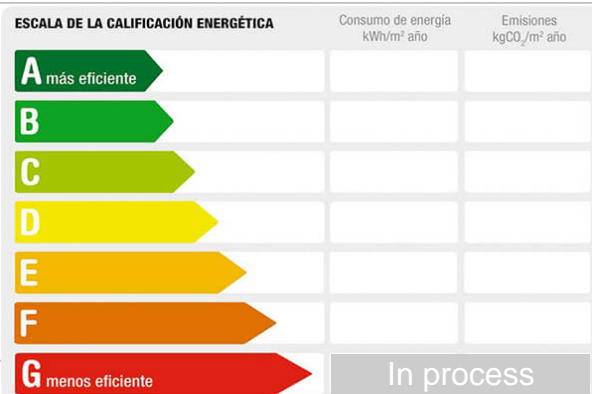 ESCALA DE LA CALIFICACIÓN ENERGÉTICA
Consumo de energía
kWh/m² año
Emisiones
kgCO₂/m² año
A más eficiente
B
C
D
E
F
G menos eficiente
In process